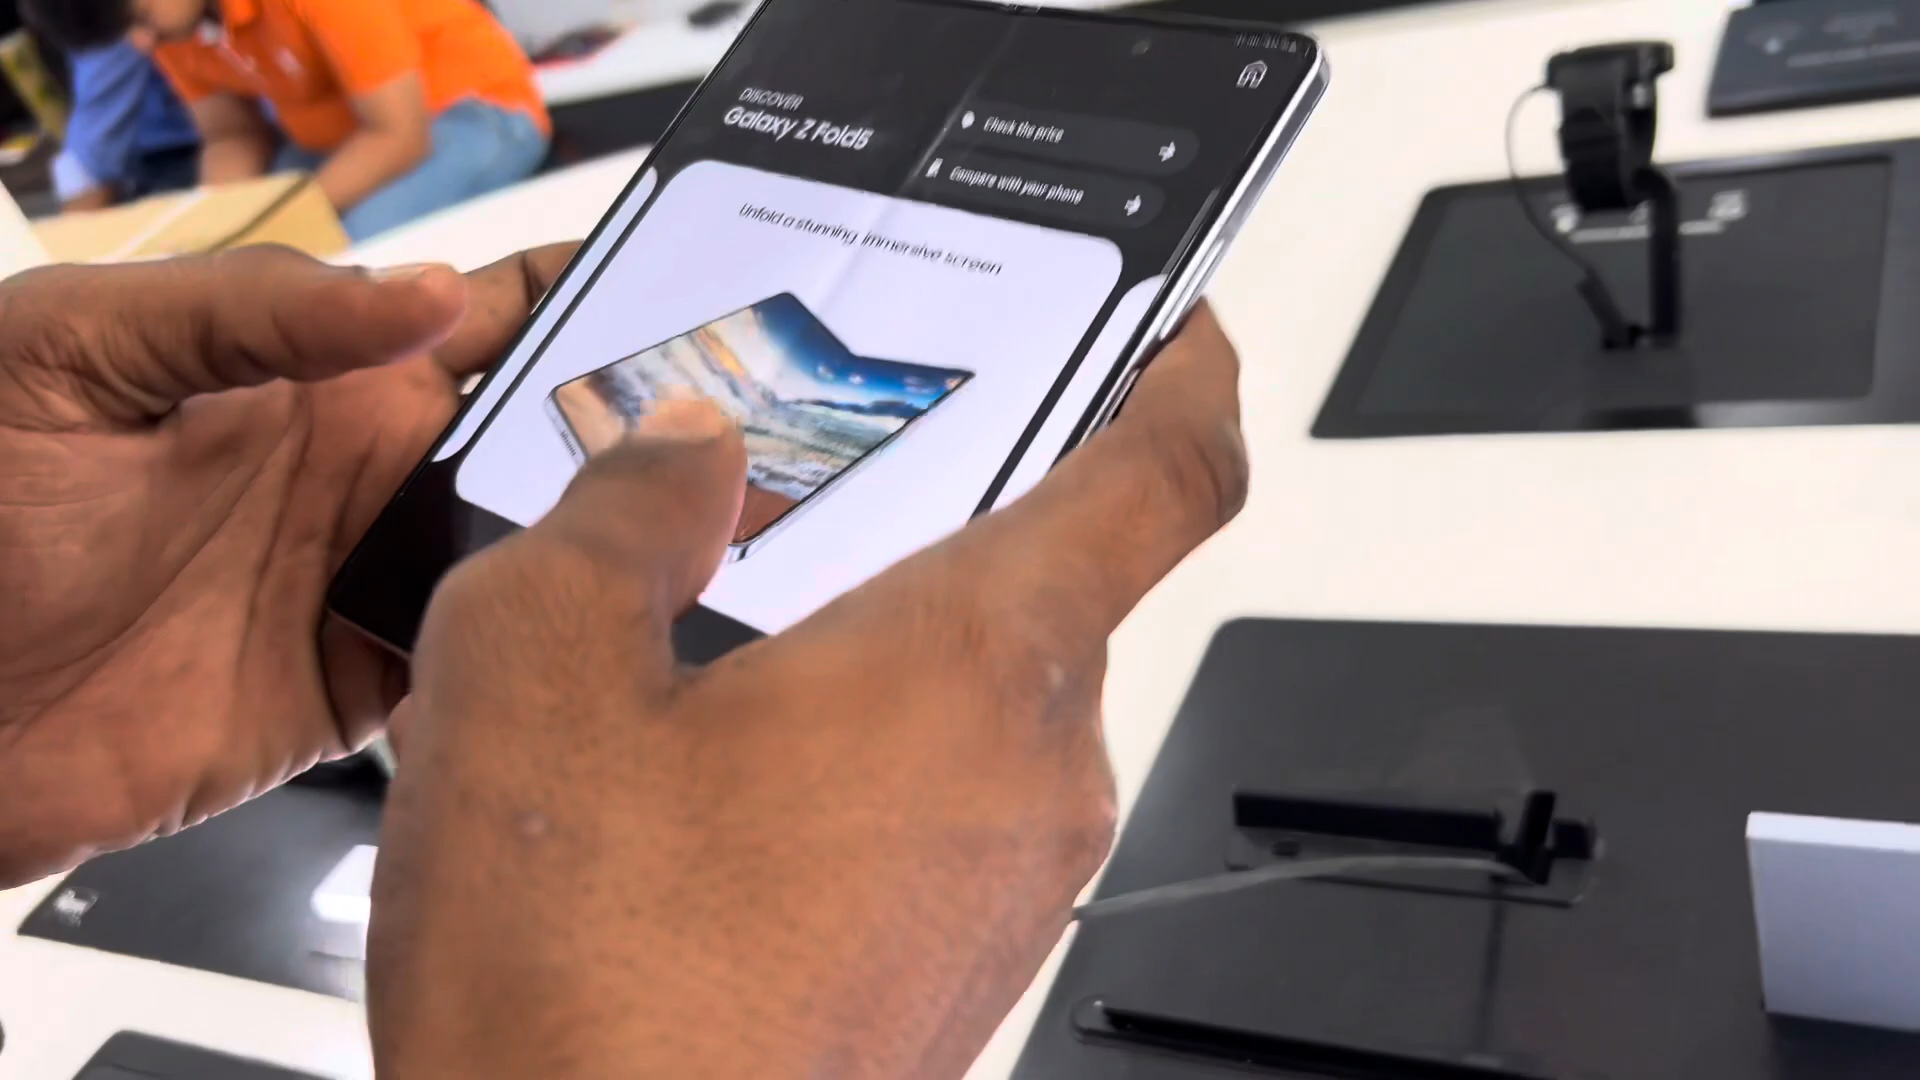 DISCOVER
Galaxy Z Fold5
Check the price
Compare with your phone
Unfold a stunning, immersive screen